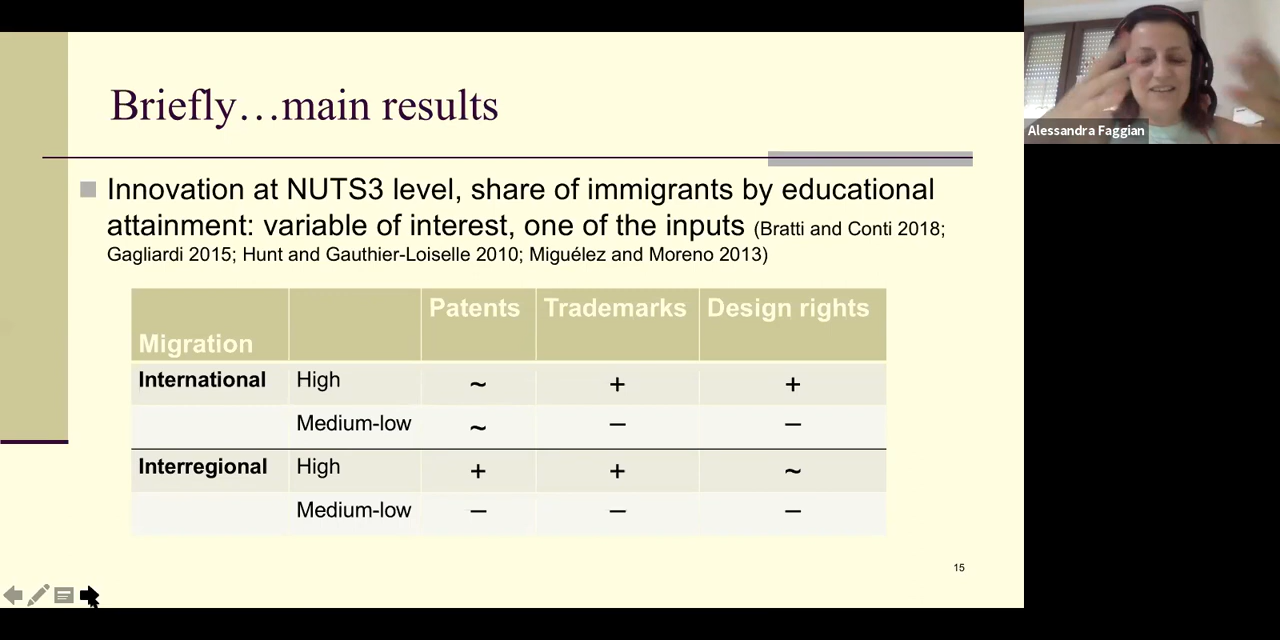 Briefly…main results
Alessandra Faggian
Innovation at NUTS3 level, share of immigrants by educational
attainment: variable of interest, one of the inputs (Bratti and Conti 2018;
Gagliardi 2015; Hunt and Gauthier-Loiselle 2010; Miguélez and Moreno 2013)
Migration Patents Trademarks Design rights
International High ~ + +
Medium-low ~ – –
Interregional High + + ~
Medium-low – – –
15